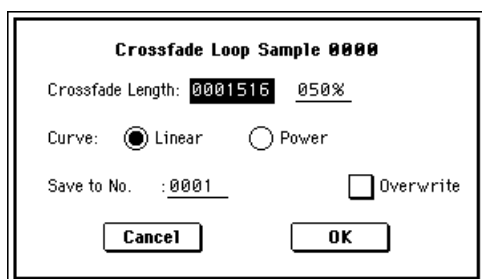 Crossfade Loop Sample 0000
Crossfade Length: 0001516 050%
Curve: Linear Power
Save to No. :0001 Overwrite
Cancel OK